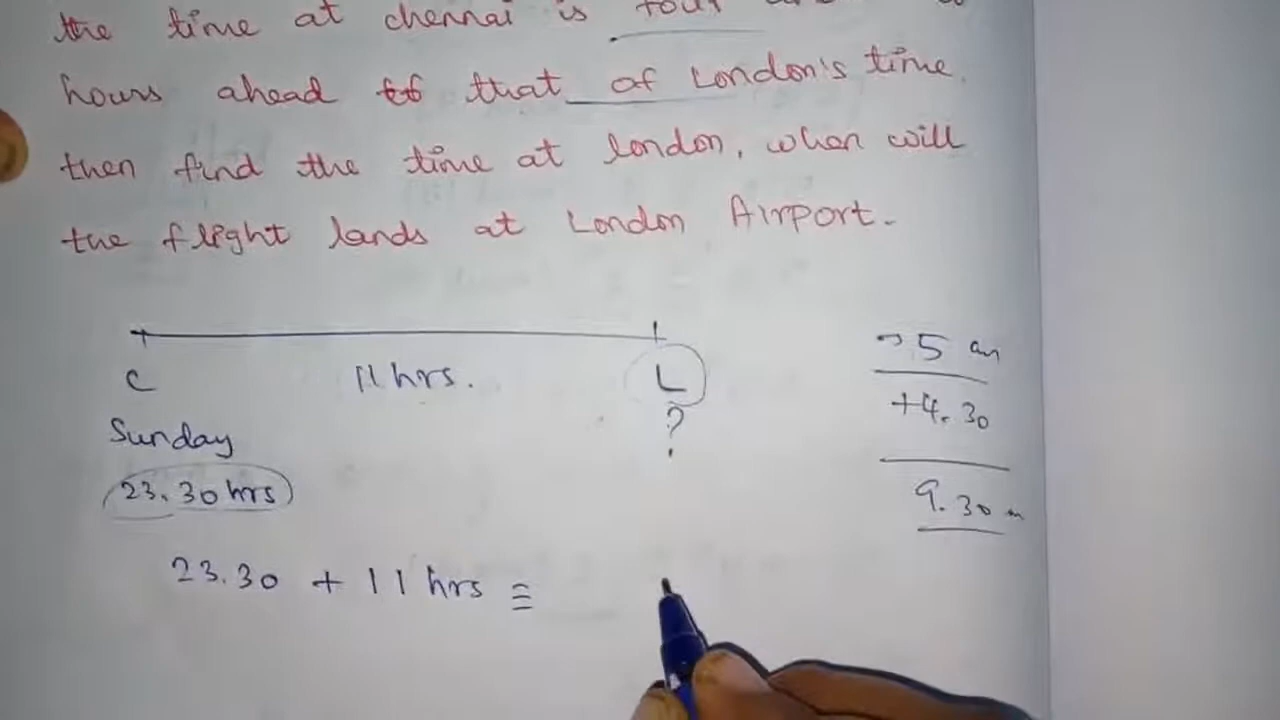 the time at chennai is four
hours ahead to that of London's time.
then find the time at london, when will
the flight lands at London Airport.
C 11 hrs. L
?
Sunday
23.30 hrs
→ 5 am
+4.30
9.30 m
23.30 + 11 hrs ≡